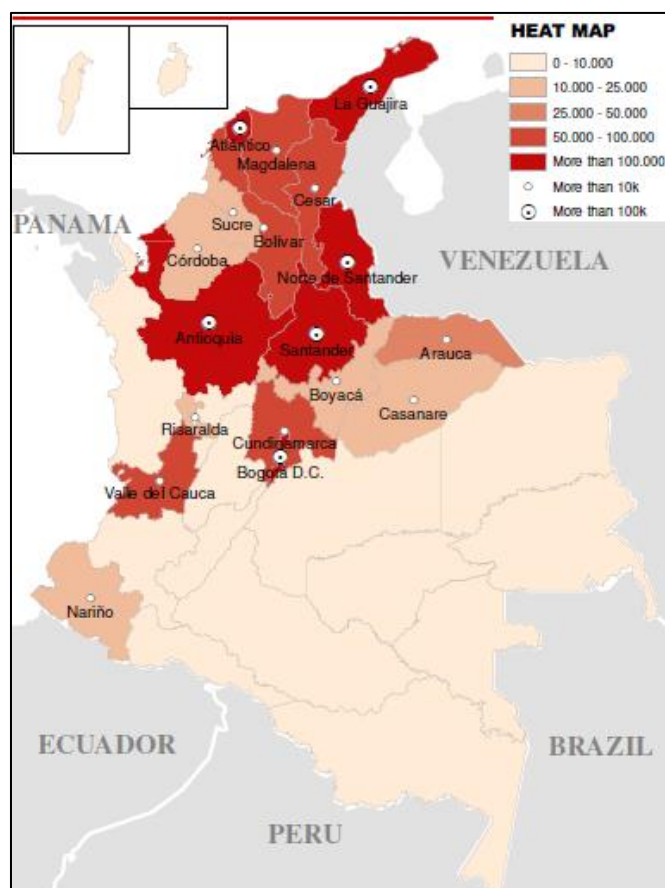 HEAT MAP
0 - 10.000
10.000 - 25.000
25.000 - 50.000
50.000 - 100.000
More than 100.000
More than 10k
More than 100k
La Guajira
Atlántico
Magdalena
Cesar
PANAMA
Sucre
Bolívar
Córdoba
Norte de Santander
VENEZUELA
Antioquia
Santander
Arauca
Boyacá
Casanare
Risaralda
Cundinamarca
Bogotá D.C.
Valle del Cauca
Nariño
ECUADOR
BRAZIL
PERU